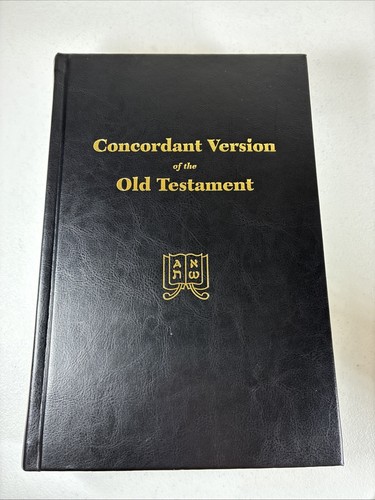 Concordant Version
of the
Old Testament
Α א
ת ω